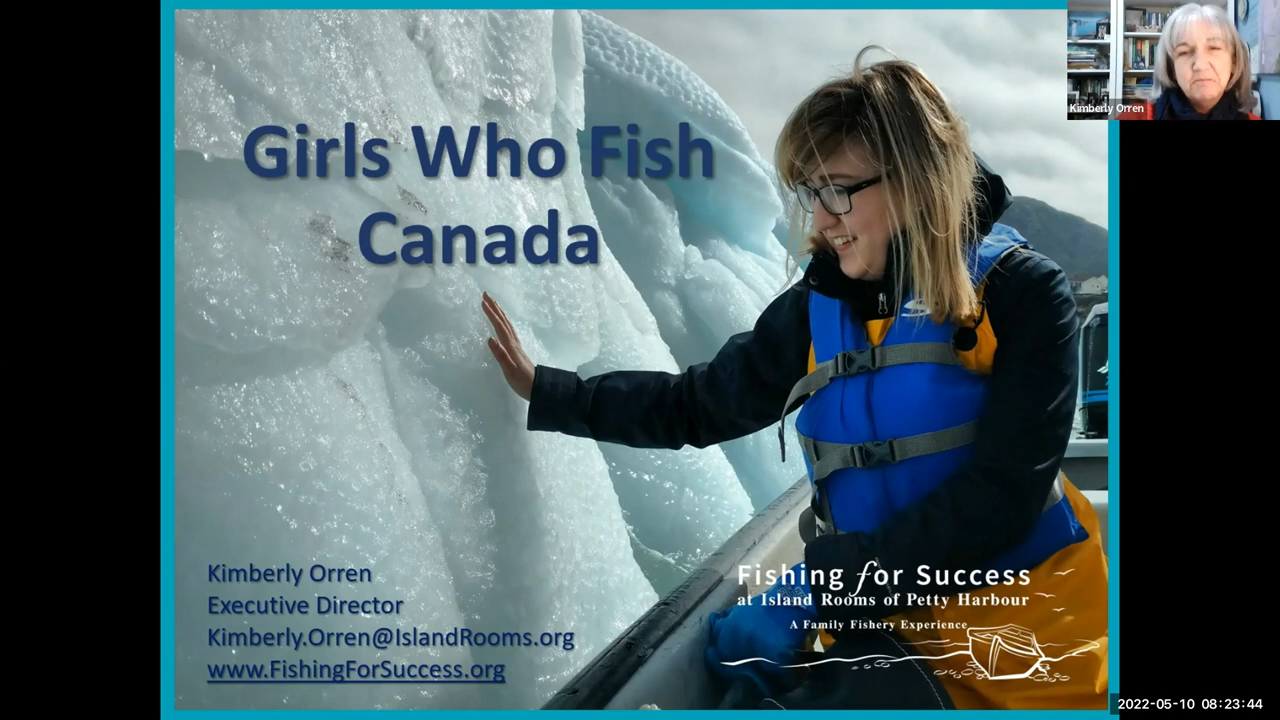 Girls Who Fish
Canada
Kimberly Orren
Kimberly Orren
Executive Director
Kimberly.Orren@IslandRooms.org
www.FishingForSuccess.org
Fishing for Success
at Island Rooms of Petty Harbour
A Family Fishery Experience
2022-05-10 08:23:44